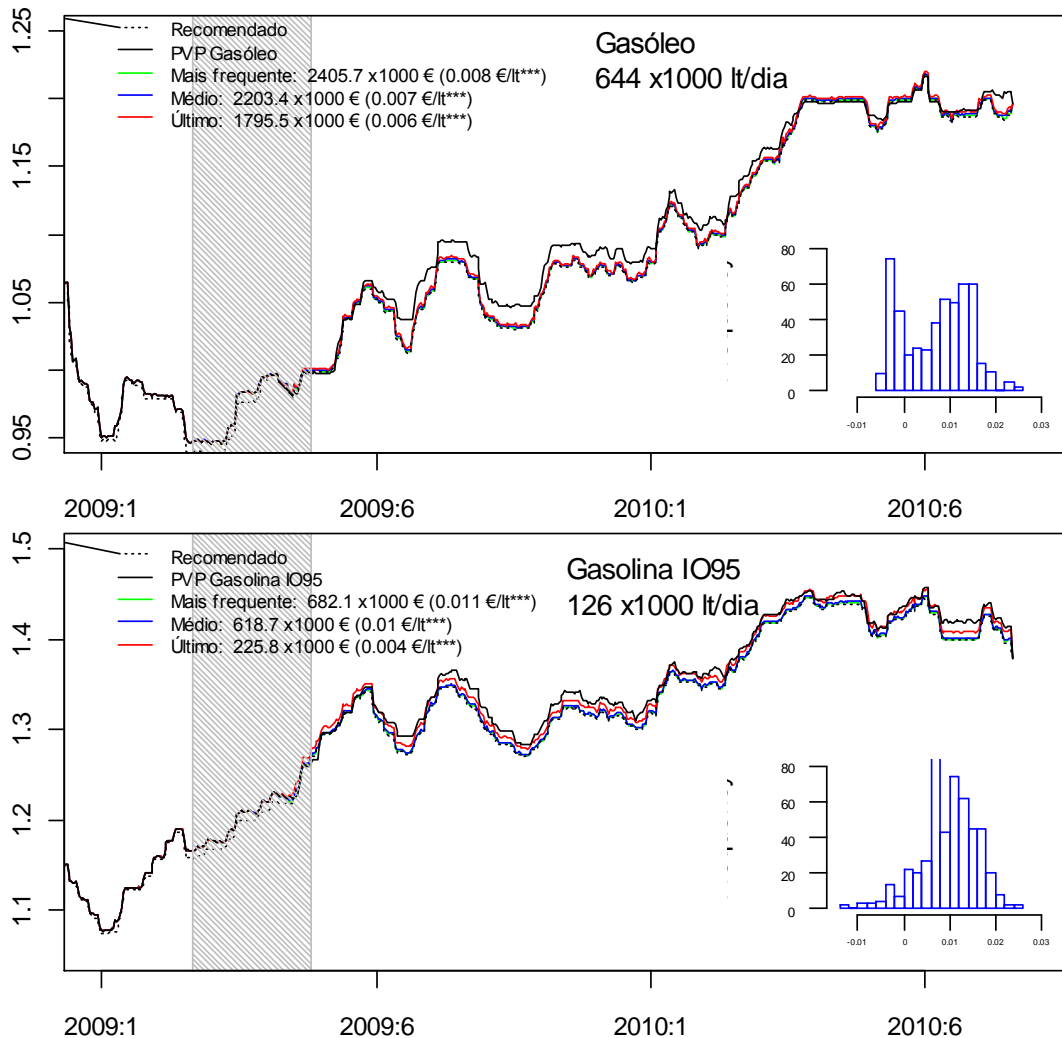 Recomendado
PVP Gasóleo
Mais frequente: 2405.7 x1000 € (0.008 €/lt***)
Médio: 2203.4 x1000 € (0.007 €/lt***)
Último: 1795.5 x1000 € (0.006 €/lt***)
Gasóleo
644 x1000 lt/dia
1.25
1.15
1.05
0.95
80
60
40
20
0
-0.01 0 0.01 0.02 0.03
2009:1 2009:6 2010:1 2010:6
Recomendado
PVP Gasolina IO95
Mais frequente: 682.1 x1000 € (0.011 €/lt***)
Médio: 618.7 x1000 € (0.01 €/lt***)
Último: 225.8 x1000 € (0.004 €/lt***)
Gasolina IO95
126 x1000 lt/dia
1.5
1.4
1.3
1.2
1.1
80
60
40
20
0
-0.01 0 0.01 0.02 0.03
2009:1 2009:6 2010:1 2010:6